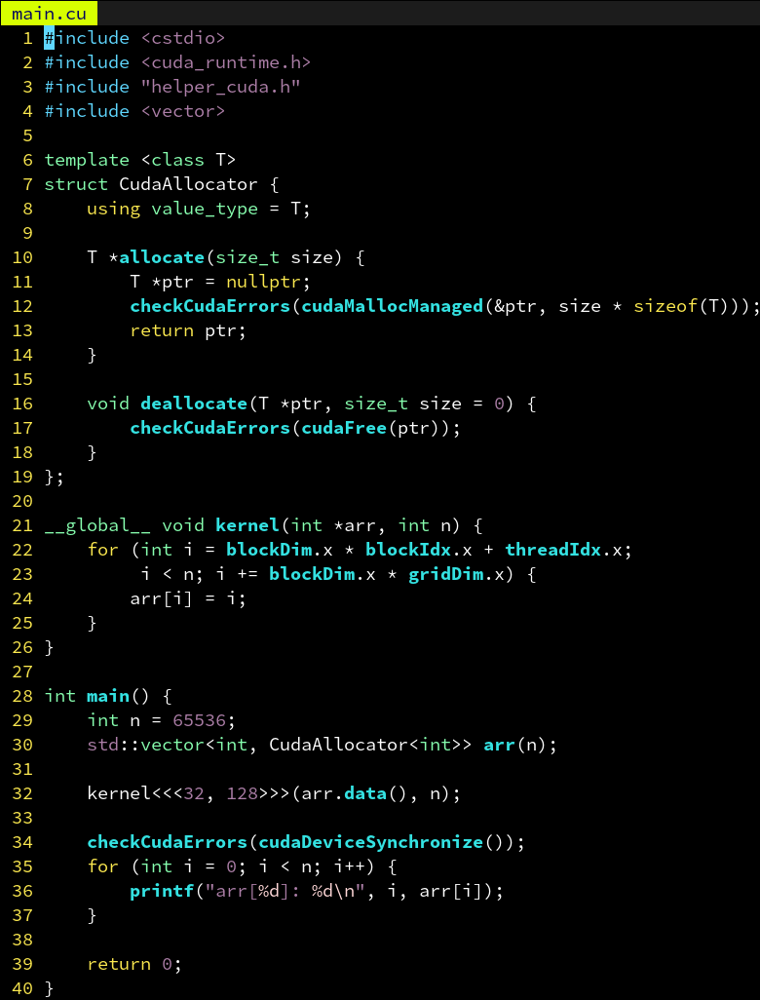 main.cu
1 #include <cstdio>
2 #include <cuda_runtime.h>
3 #include "helper_cuda.h"
4 #include <vector>
5
6 template <class T>
7 struct CudaAllocator {
8     using value_type = T;
9
10     T *allocate(size_t size) {
11         T *ptr = nullptr;
12         checkCudaErrors(cudaMallocManaged(&ptr, size * sizeof(T)));
13         return ptr;
14     }
15
16     void deallocate(T *ptr, size_t size = 0) {
17         checkCudaErrors(cudaFree(ptr));
18     }
19 };
20
21 __global__ void kernel(int *arr, int n) {
22     for (int i = blockDim.x * blockIdx.x + threadIdx.x;
23          i < n; i += blockDim.x * gridDim.x) {
24         arr[i] = i;
25     }
26 }
27
28 int main() {
29     int n = 65536;
30     std::vector<int, CudaAllocator<int>> arr(n);
31
32     kernel<<<32, 128>>>(arr.data(), n);
33
34     checkCudaErrors(cudaDeviceSynchronize());
35     for (int i = 0; i < n; i++) {
36         printf("arr[%d]: %d\n", i, arr[i]);
37     }
38
39     return 0;
40 }